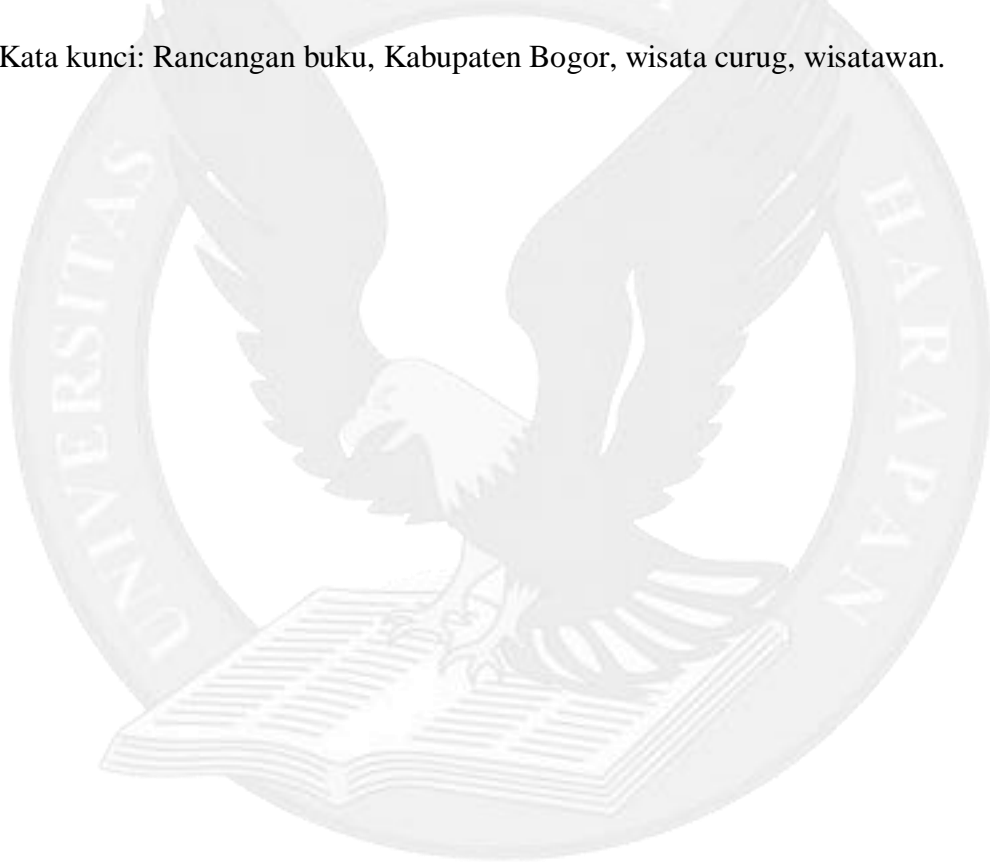 Kata kunci: Rancangan buku, Kabupaten Bogor, wisata curug, wisatawan.
UNIVERSITAS
HARAPAN